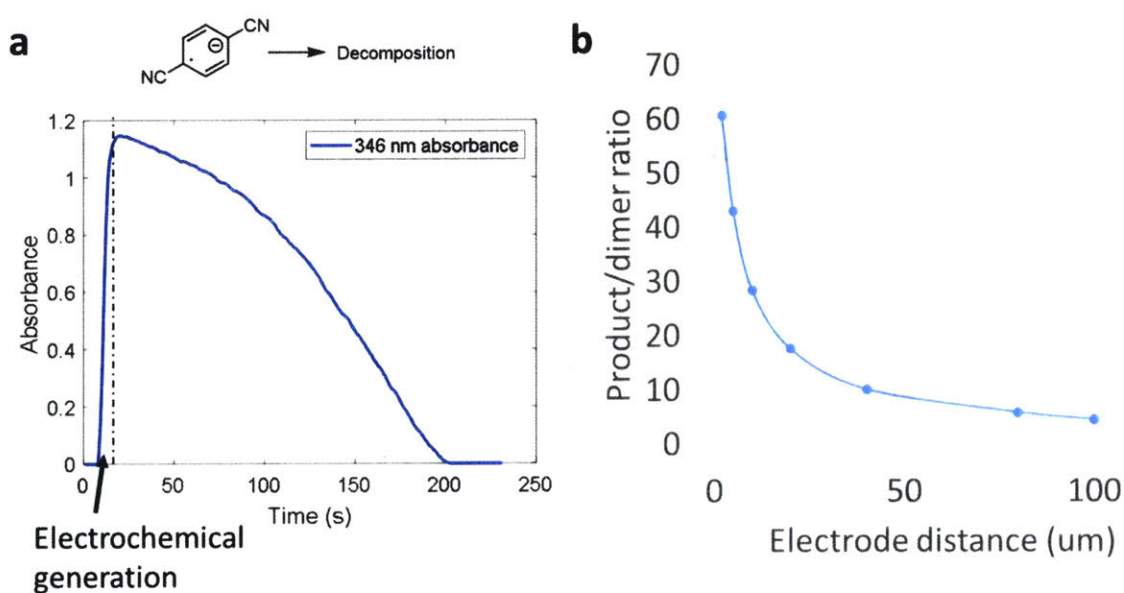 a
CN
NC
Decomposition
1.2
1
0.8
0.6
0.4
0.2
0
Absorbance
346 nm absorbance
0 50 100 150 200 250
Time (s)
Electrochemical
generation
b
70
60
50
40
30
20
10
0
Product/dimer ratio
0 50 100
Electrode distance (um)